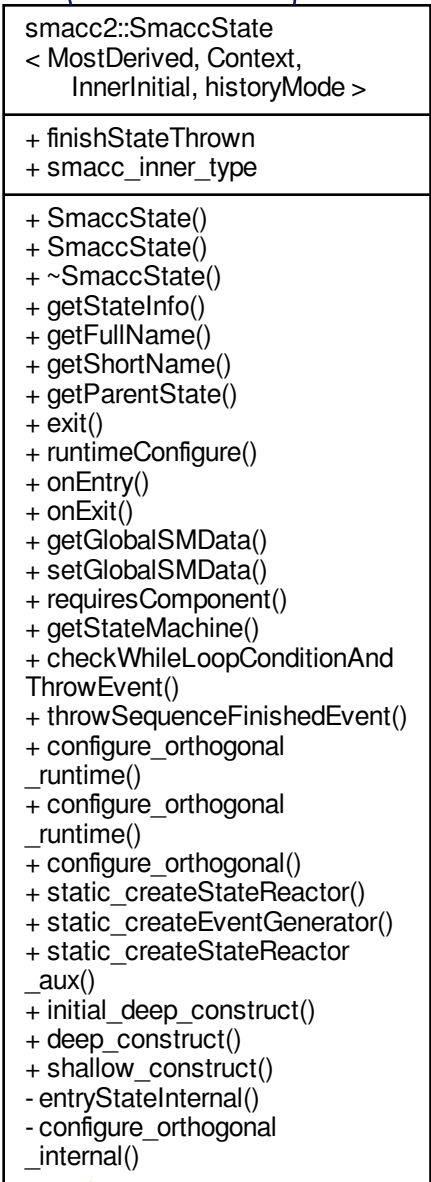 smacc2::SmaccState
< MostDerived, Context,
InnerInitial, historyMode >
+ finishStateThrown
+ smacc_inner_type
+ SmaccState()
+ SmaccState()
+ ~SmaccState()
+ getStateInfo()
+ getFullName()
+ getShortName()
+ getParentState()
+ exit()
+ runtimeConfigure()
+ onEntry()
+ onExit()
+ getGlobalSMData()
+ setGlobalSMData()
+ requiresComponent()
+ getStateMachine()
+ checkWhileLoopConditionAnd
ThrowEvent()
+ throwSequenceFinishedEvent()
+ configure_orthogonal
_runtime()
+ configure_orthogonal
_runtime()
+ configure_orthogonal()
+ static_createStateReactor()
+ static_createEventGenerator()
+ static_createStateReactor
_aux()
+ initial_deep_construct()
+ deep_construct()
+ shallow_construct()
- entryStateInternal()
- configure_orthogonal
_internal()